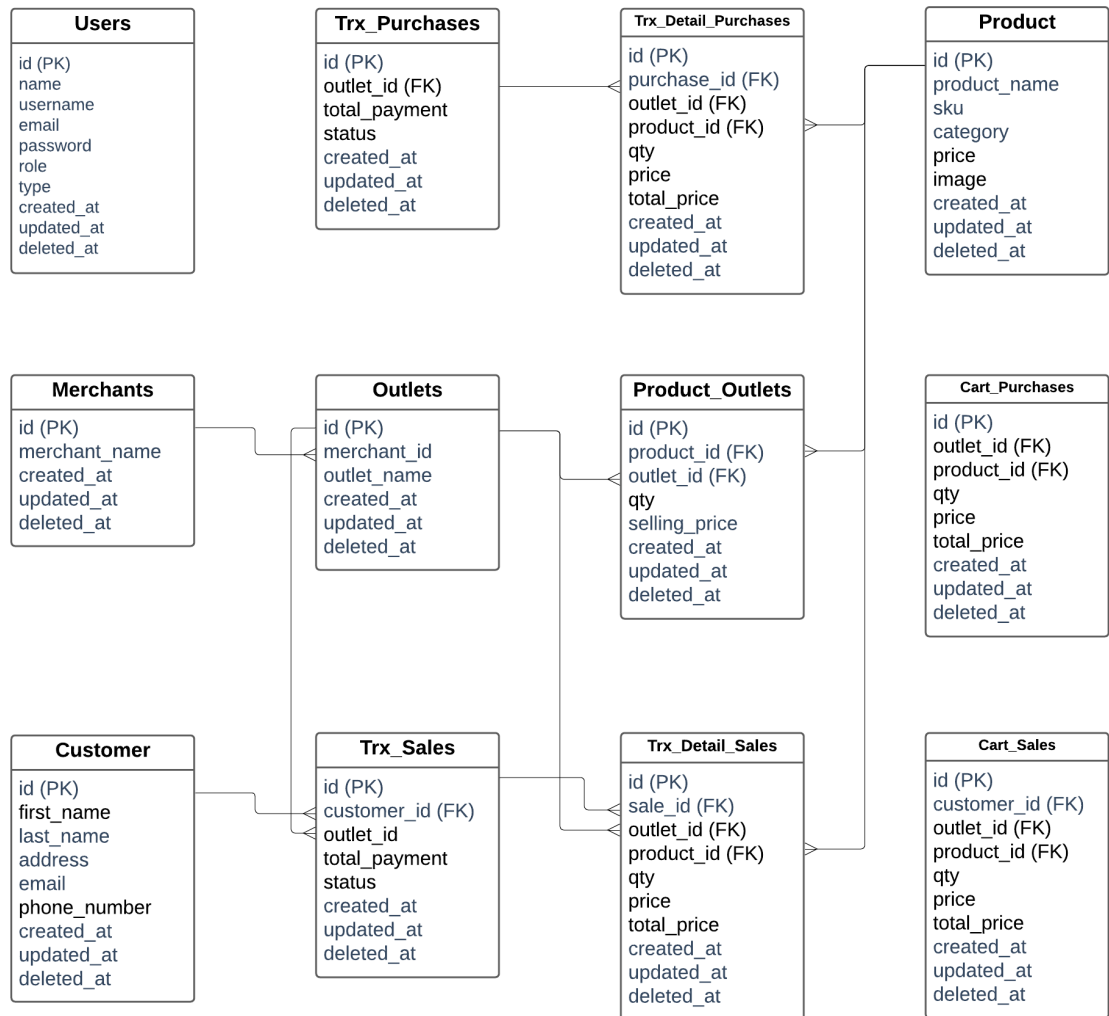 Users
id (PK)
name
username
email
password
role
type
created_at
updated_at
deleted_at
Trx_Purchases
id (PK)
outlet_id (FK)
total_payment
status
created_at
updated_at
deleted_at
Trx_Detail_Purchases
id (PK)
purchase_id (FK)
outlet_id (FK)
product_id (FK)
qty
price
total_price
created_at
updated_at
deleted_at
Product
id (PK)
product_name
sku
category
price
image
created_at
updated_at
deleted_at
Merchants
id (PK)
merchant_name
created_at
updated_at
deleted_at
Outlets
id (PK)
merchant_id
outlet_name
created_at
updated_at
deleted_at
Product_Outlets
id (PK)
product_id (FK)
outlet_id (FK)
qty
selling_price
created_at
updated_at
deleted_at
Cart_Purchases
id (PK)
outlet_id (FK)
product_id (FK)
qty
price
total_price
created_at
updated_at
deleted_at
Customer
id (PK)
first_name
last_name
address
email
phone_number
created_at
updated_at
deleted_at
Trx_Sales
id (PK)
customer_id (FK)
outlet_id
total_payment
status
created_at
updated_at
deleted_at
Trx_Detail_Sales
id (PK)
sale_id (FK)
outlet_id (FK)
product_id (FK)
qty
price
total_price
created_at
updated_at
deleted_at
Cart_Sales
id (PK)
customer_id (FK)
outlet_id (FK)
product_id (FK)
qty
price
total_price
created_at
updated_at
deleted_at